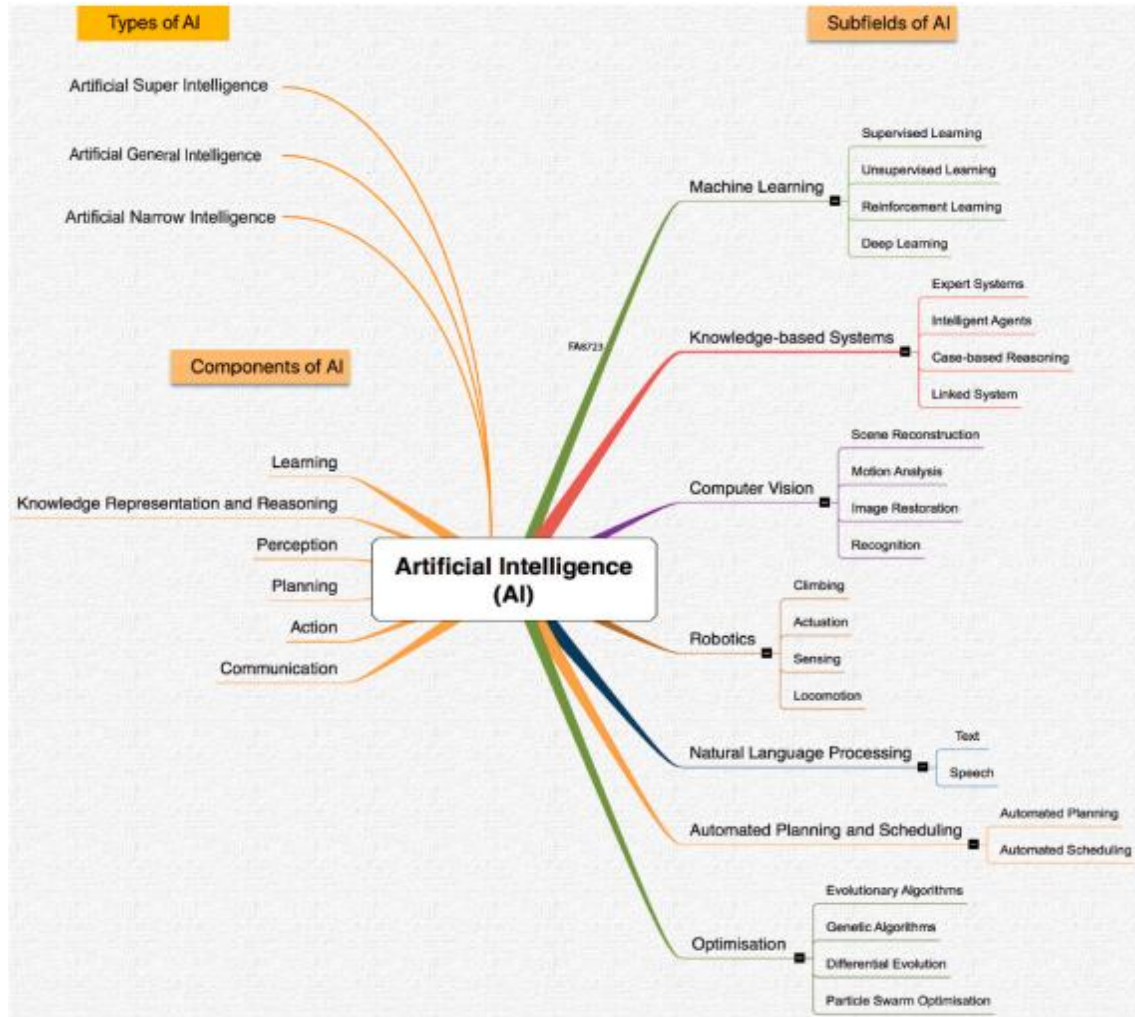 Types of AI
Artificial Super Intelligence
Artificial General Intelligence
Artificial Narrow Intelligence
Components of AI
Learning
Knowledge Representation and Reasoning
Perception
Planning
Action
Communication
Artificial Intelligence
(AI)
Subfields of AI
Machine Learning
Supervised Learning
Unsupervised Learning
Reinforcement Learning
Deep Learning
FA8723
Knowledge-based Systems
Expert Systems
Intelligent Agents
Case-based Reasoning
Linked System
Computer Vision
Scene Reconstruction
Motion Analysis
Image Restoration
Recognition
Robotics
Climbing
Actuation
Sensing
Locomotion
Natural Language Processing
Text
Speech
Automated Planning and Scheduling
Automated Planning
Automated Scheduling
Optimisation
Evolutionary Algorithms
Genetic Algorithms
Differential Evolution
Particle Swarm Optimisation